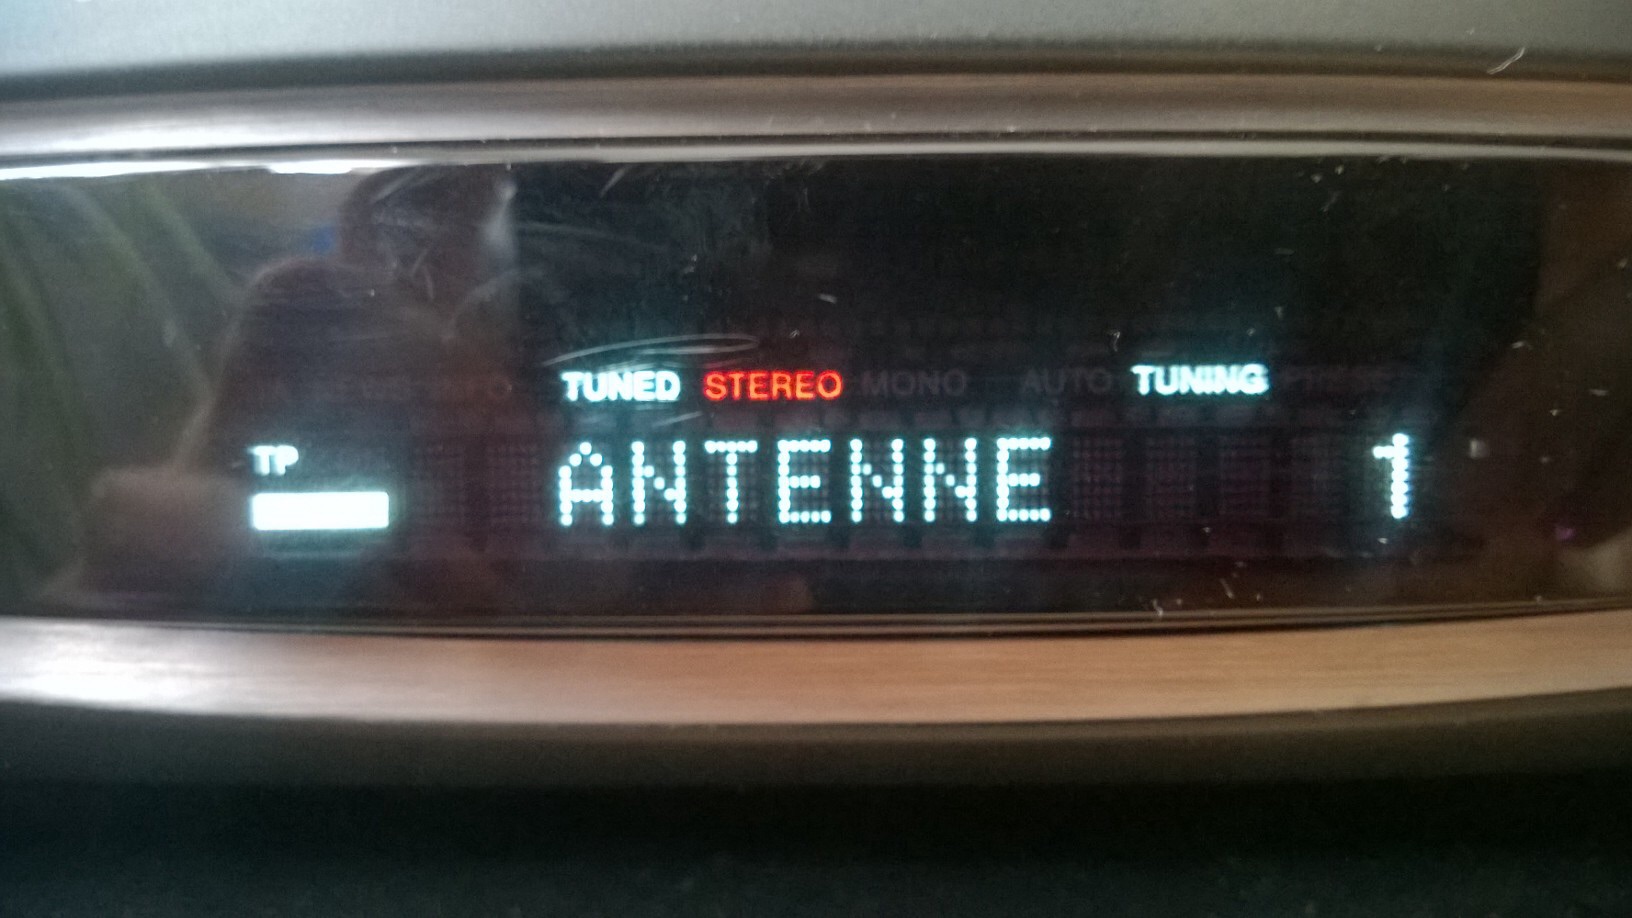 TUNED STEREO MONO AUTO TUNING
TP
ANTENNE 1